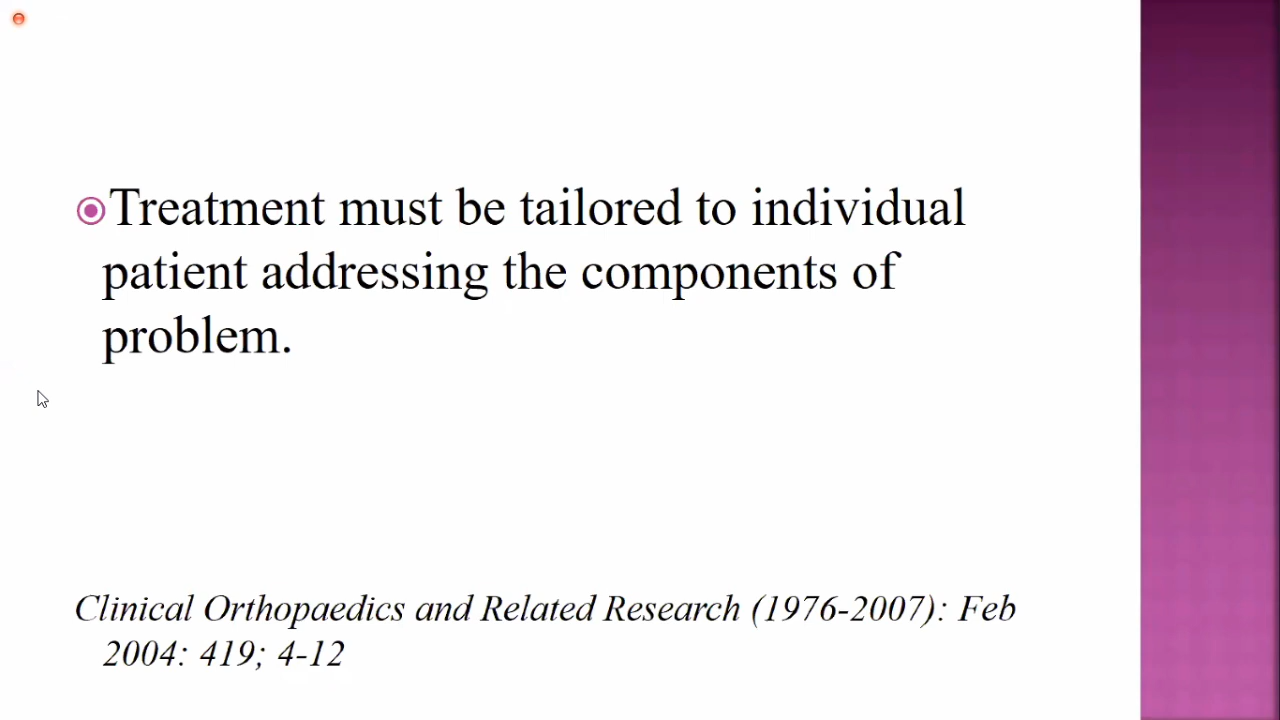 Treatment must be tailored to individual
patient addressing the components of
problem.
Clinical Orthopaedics and Related Research (1976-2007): Feb
2004: 419; 4-12